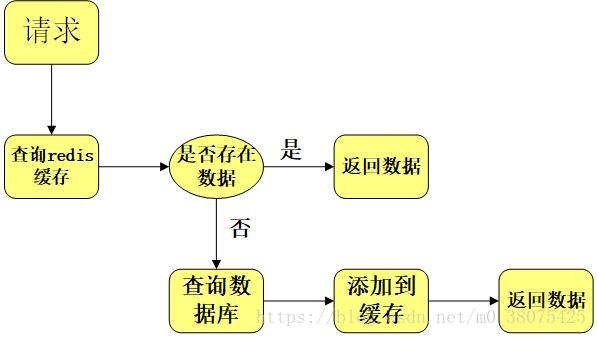 请求
查询redis
缓存
是否存在
数据
是
返回数据
否
查询数
据库
添加到
缓存
返回数据
https://blog.csdn.net/m0_38075425